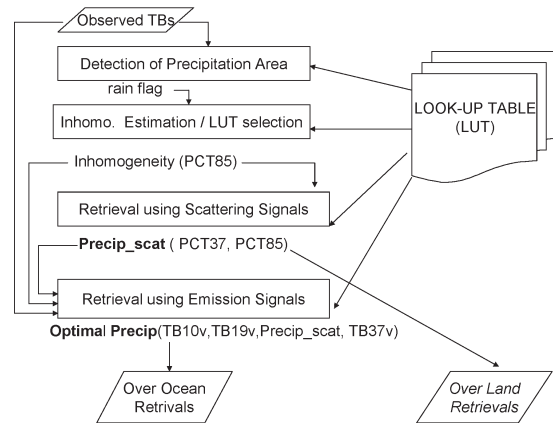 Observed TBs
Detection of Precipitation Area
rain flag
Inhomo. Estimation / LUT selection
LOOK-UP TABLE
(LUT)
Inhomogeneity (PCT85)
Retrieval using Scattering Signals
Precip_scat ( PCT37, PCT85)
Retrieval using Emission Signals
Optimal Precip(TB10v,TB19v,Precip_scat, TB37v)
Over Ocean
Retrivals
Over Land
Retrievals